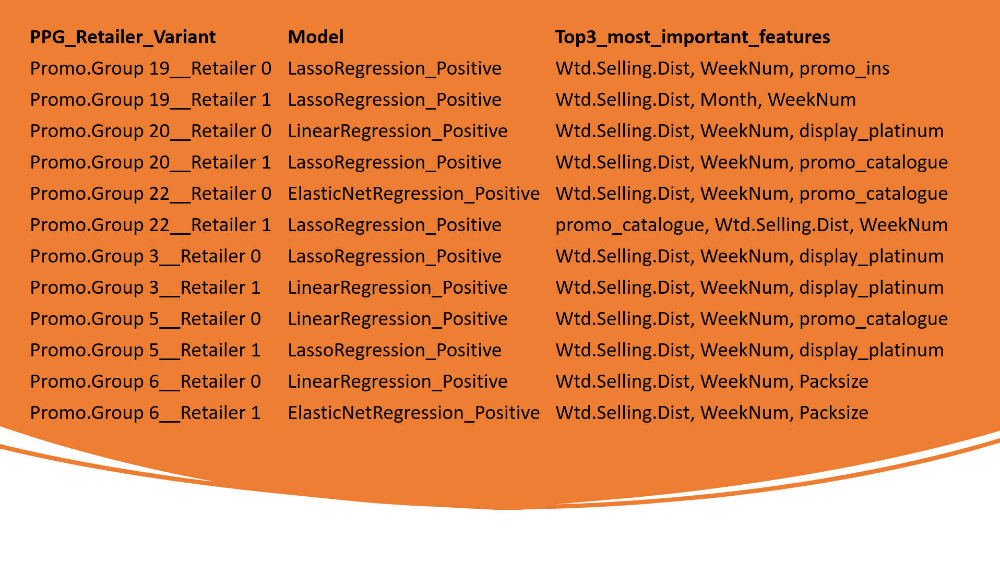 PPG_Retailer_Variant Model Top3_most_important_features
Promo.Group 19__Retailer 0 LassoRegression_Positive Wtd.Selling.Dist, WeekNum, promo_ins
Promo.Group 19__Retailer 1 LassoRegression_Positive Wtd.Selling.Dist, Month, WeekNum
Promo.Group 20__Retailer 0 LinearRegression_Positive Wtd.Selling.Dist, WeekNum, display_platinum
Promo.Group 20__Retailer 1 LassoRegression_Positive Wtd.Selling.Dist, WeekNum, promo_catalogue
Promo.Group 22__Retailer 0 ElasticNetRegression_Positive Wtd.Selling.Dist, WeekNum, promo_catalogue
Promo.Group 22__Retailer 1 LassoRegression_Positive promo_catalogue, Wtd.Selling.Dist, WeekNum
Promo.Group 3__Retailer 0 LassoRegression_Positive Wtd.Selling.Dist, WeekNum, display_platinum
Promo.Group 3__Retailer 1 LinearRegression_Positive Wtd.Selling.Dist, WeekNum, display_platinum
Promo.Group 5__Retailer 0 LinearRegression_Positive Wtd.Selling.Dist, WeekNum, promo_catalogue
Promo.Group 5__Retailer 1 LassoRegression_Positive Wtd.Selling.Dist, WeekNum, display_platinum
Promo.Group 6__Retailer 0 LinearRegression_Positive Wtd.Selling.Dist, WeekNum, Packsize
Promo.Group 6__Retailer 1 ElasticNetRegression_Positive Wtd.Selling.Dist, WeekNum, Packsize